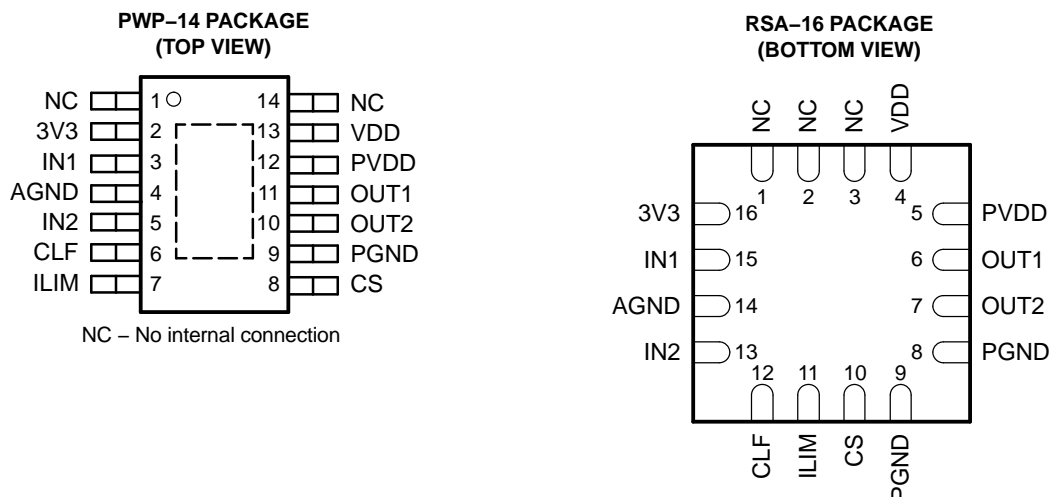 PWP−14 PACKAGE
(TOP VIEW)
NC 1 14 NC
3V3 2 13 VDD
IN1 3 12 PVDD
AGND 4 11 OUT1
IN2 5 10 OUT2
CLF 6 9 PGND
ILIM 7 8 CS
NC − No internal connection
RSA−16 PACKAGE
(BOTTOM VIEW)
NC NC NC VDD
1 2 3 4
3V3 16 5 PVDD
IN1 15 6 OUT1
AGND 14 7 OUT2
IN2 13 8 PGND
12 11 10 9
CLF ILIM CS PGND